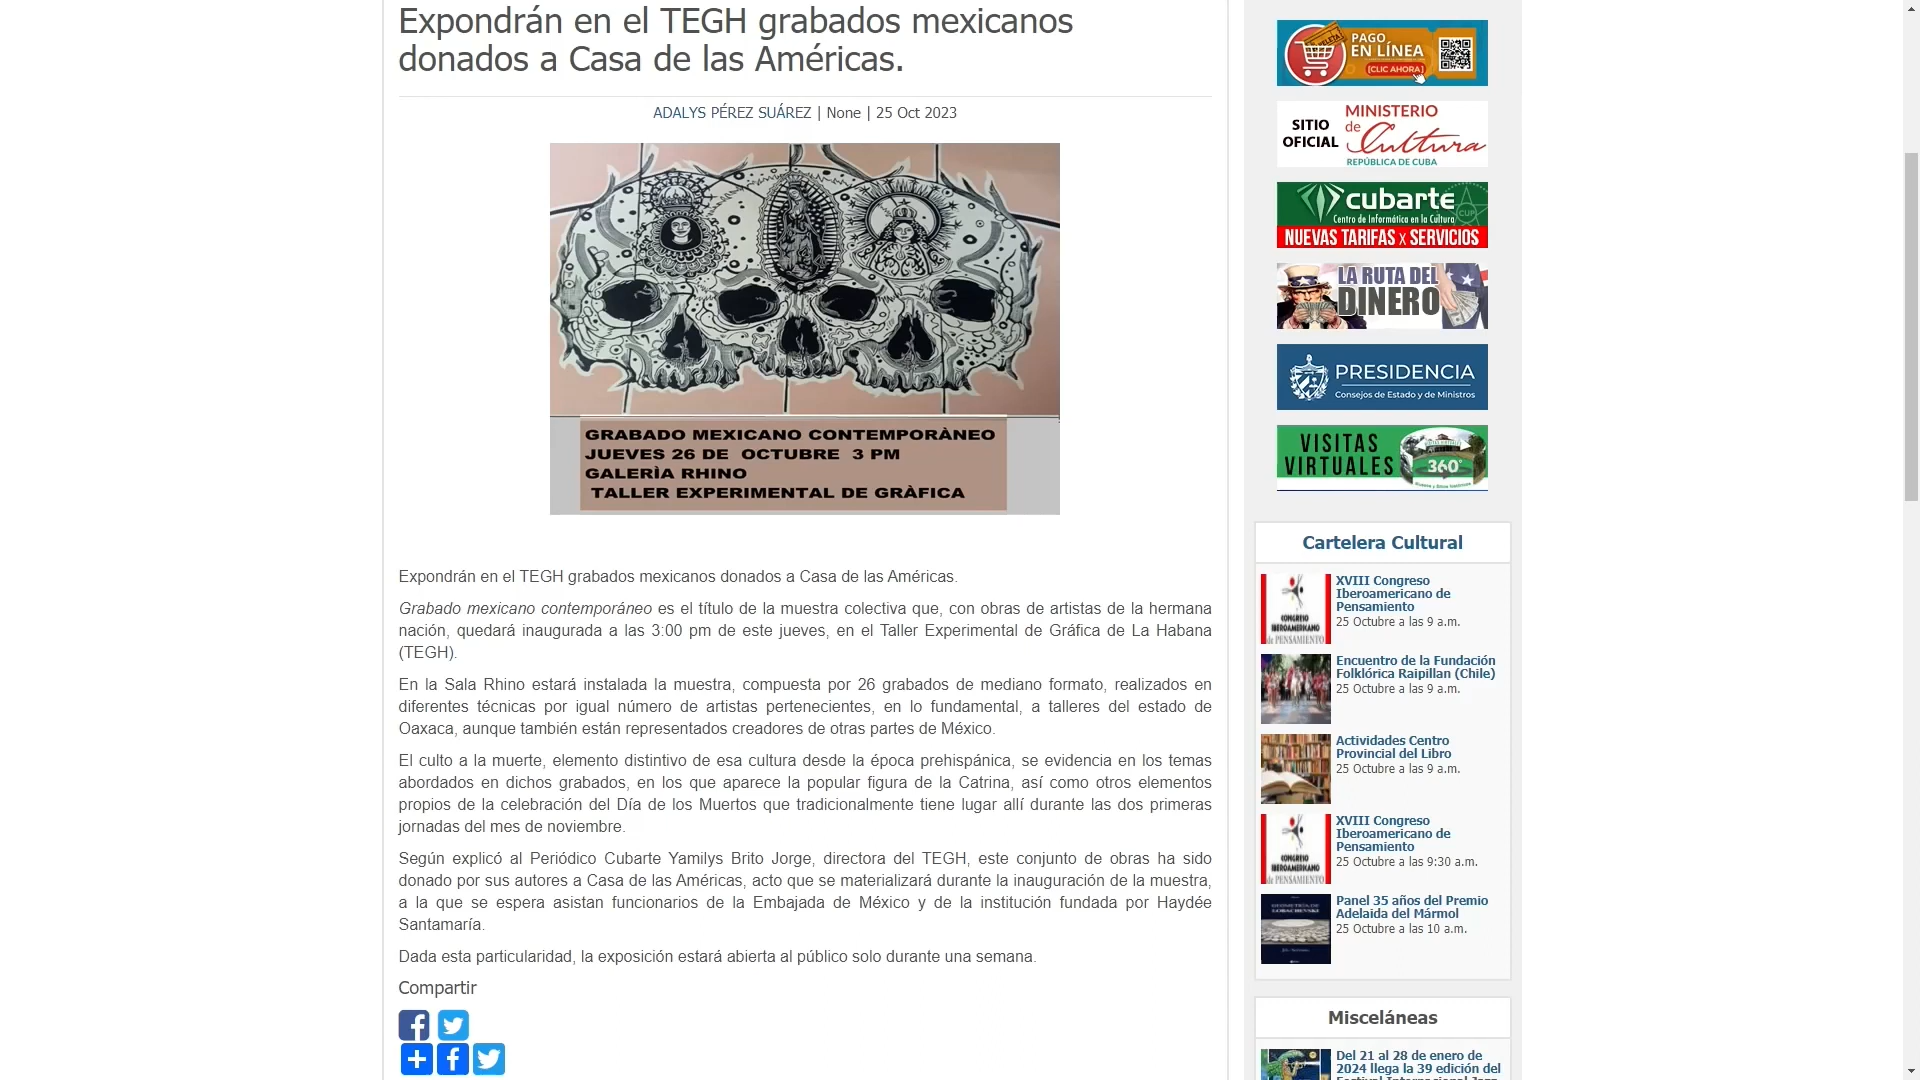 Expondrán en el TEGH grabados mexicanos
donados a Casa de las Américas.
ADALYS PÉREZ SUÁREZ | None | 25 Oct 2023
GRABADO MEXICANO CONTEMPORÀNEO
JUEVES 26 DE OCTUBRE 3 PM
GALERÌA RHINO
TALLER EXPERIMENTAL DE GRÀFICA
Expondrán en el TEGH grabados mexicanos donados a Casa de las Américas.
Grabado mexicano contemporáneo es el título de la muestra colectiva que, con obras de artistas de la hermana
nación, quedará inaugurada a las 3:00 pm de este jueves, en el Taller Experimental de Gráfica de La Habana
(TEGH).
En la Sala Rhino estará instalada la muestra, compuesta por 26 grabados de mediano formato, realizados en
diferentes técnicas por igual número de artistas pertenecientes, en lo fundamental, a talleres del estado de
Oaxaca, aunque también están representados creadores de otras partes de México.
El culto a la muerte, elemento distintivo de esa cultura desde la época prehispánica, se evidencia en los temas
abordados en dichos grabados, en los que aparece la popular figura de la Catrina, así como otros elementos
propios de la celebración del Día de los Muertos que tradicionalmente tiene lugar allí durante las dos primeras
jornadas del mes de noviembre.
Según explicó al Periódico Cubarte Yamilys Brito Jorge, directora del TEGH, este conjunto de obras ha sido
donado por sus autores a Casa de las Américas, acto que se materializará durante la inauguración de la muestra,
a la que se espera asistan funcionarios de la Embajada de México y de la institución fundada por Haydée
Santamaría.
Dada esta particularidad, la exposición estará abierta al público solo durante una semana.
Compartir
PAGO
EN LÍNEA
[CLIC AHORA]
SITIO
OFICIAL
MINISTERIO
de
Cultura
REPÚBLICA DE CUBA
cubarte
Centro de Informática en la Cultura
CUP
NUEVAS TARIFAS x SERVICIOS
LA RUTA DEL
DINERO
PRESIDENCIA
Consejos de Estado y de Ministros
VISITAS
VIRTUALES
360°
Cartelera Cultural
CONGRESO
IBEROAMERICANO
de PENSAMIENTO
XVIII Congreso
Iberoamericano de
Pensamiento
25 Octubre a las 9 a.m.
Encuentro de la Fundación
Folklórica Raipillan (Chile)
25 Octubre a las 9 a.m.
Actividades Centro
Provincial del Libro
25 Octubre a las 9 a.m.
CONGRESO
IBEROAMERICANO
de PENSAMIENTO
XVIII Congreso
Iberoamericano de
Pensamiento
25 Octubre a las 9:30 a.m.
GEOMETRÍA DE
LOBACHEVSKI
Panel 35 años del Premio
Adelaida del Mármol
25 Octubre a las 10 a.m.
Misceláneas
Del 21 al 28 de enero de
2024 llega la 39 edición del
Festival Internacional Jazz